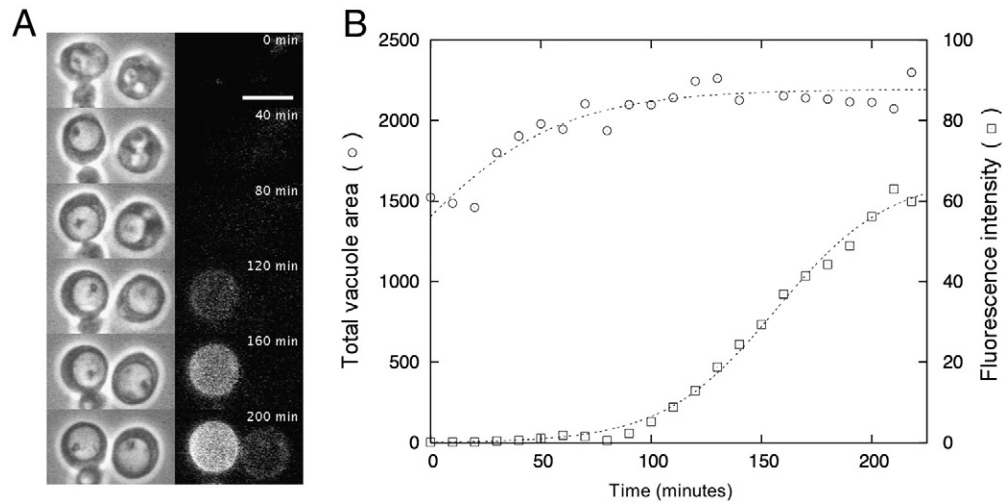 A
0 min
40 min
80 min
120 min
160 min
200 min
B
2500
2000
1500
1000
500
0
Total vacuole area ( ○ )
100
80
60
40
20
0
Fluorescence intensity ( □ )
0 50 100 150 200
Time (minutes)